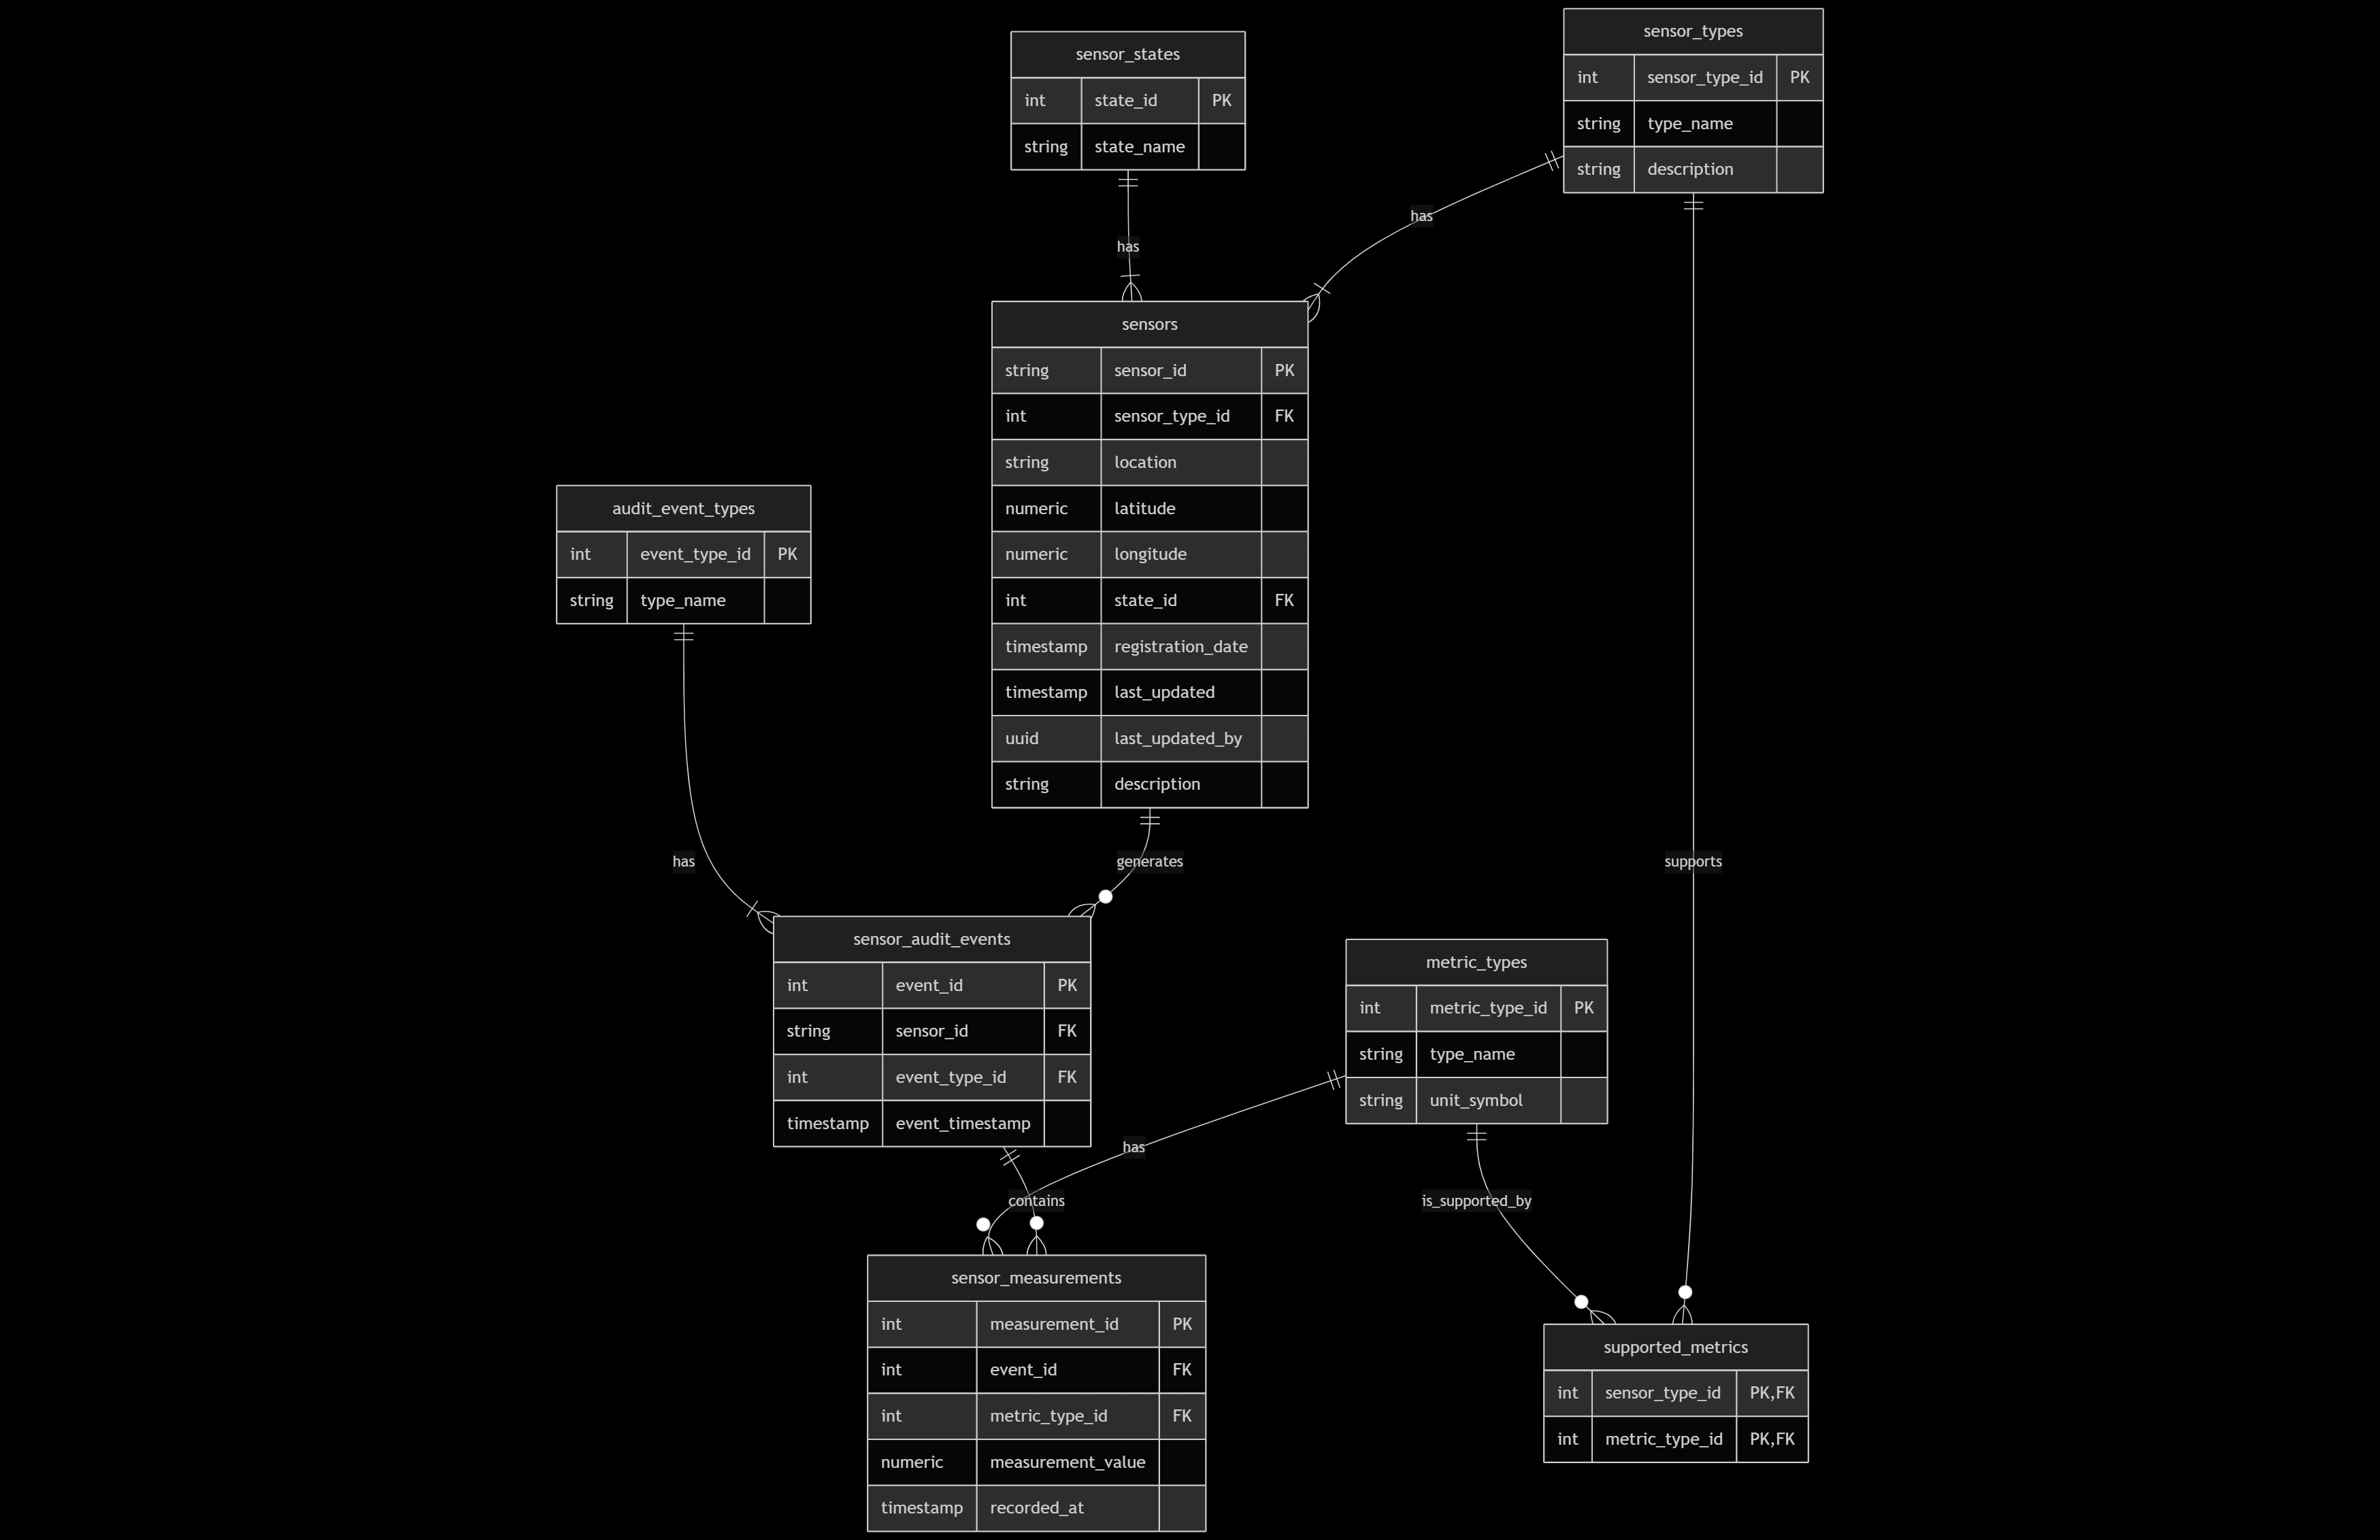 sensor_states
int state_id PK
string state_name
sensor_types
int sensor_type_id PK
string type_name
string description
has
has
sensors
string sensor_id PK
int sensor_type_id FK
string location
numeric latitude
numeric longitude
int state_id FK
timestamp registration_date
timestamp last_updated
uuid last_updated_by
string description
audit_event_types
int event_type_id PK
string type_name
has
generates
supports
sensor_audit_events
int event_id PK
string sensor_id FK
int event_type_id FK
timestamp event_timestamp
metric_types
int metric_type_id PK
string type_name
string unit_symbol
has
contains
is_supported_by
sensor_measurements
int measurement_id PK
int event_id FK
int metric_type_id FK
numeric measurement_value
timestamp recorded_at
supported_metrics
int sensor_type_id PK,FK
int metric_type_id PK,FK